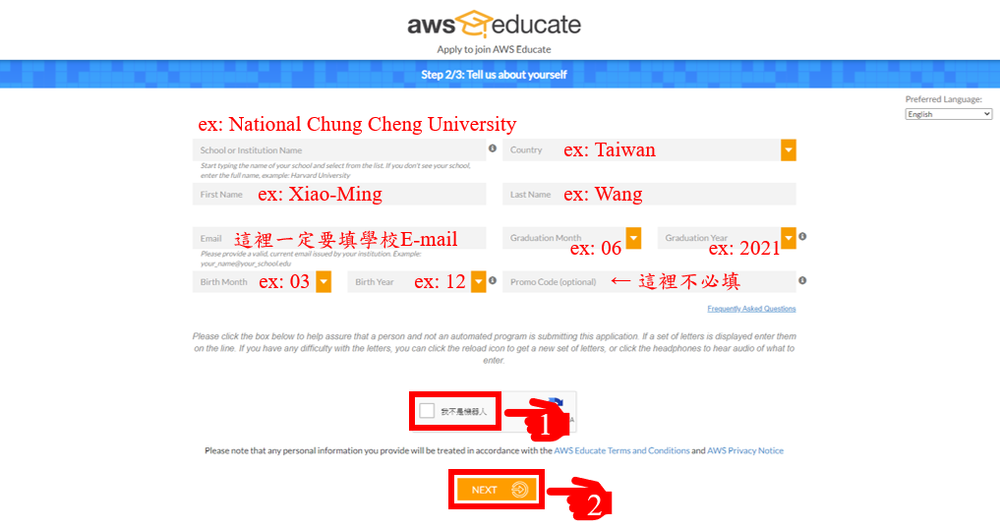 aws educate
Apply to join AWS Educate
Step 2/3: Tell us about yourself
Preferred Language:
English
ex: National Chung Cheng University
School or Institution Name
Country ex: Taiwan
Start typing the name of your school and select from the list. If you don't see your school,
enter the full name, example: Harvard University
First Name ex: Xiao-Ming
Last Name ex: Wang
Email 這裡一定要填學校E-mail
Graduation Month ex: 06
Graduation Year ex: 2021
Please provide a valid, current email issued by your institution. Example:
your_name@your_school.edu
Birth Month ex: 03
Birth Year ex: 12
Promo Code (optional) ← 這裡不必填
Frequently Asked Questions
Please click the box below to help assure that a person and not an automated program is submitting this application. If a set of letters is displayed enter them
on the line. If you have any difficulty with the letters, you can click the reload icon to get a new set of letters, or click the headphones to hear audio of what to
enter.
我不是機器人
1
Please note that any personal information you provide will be treated in accordance with the AWS Educate Terms and Conditions and AWS Privacy Notice
NEXT
2